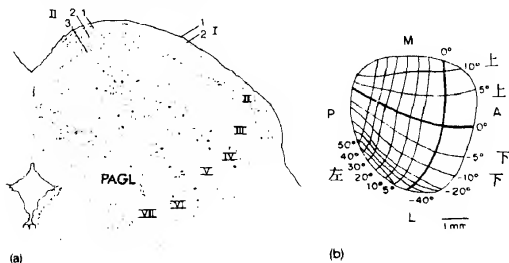 II 2 1
3
1
2 I
II
III
IV
V
PAGL
VI
VII
(a)
M
0°
10° 上
5° 上
P
A
0°
50°
40°
30°
左
20°
10°
5°
-5° 下
-10° 下
-20°
-40°
L
1mm
(b)